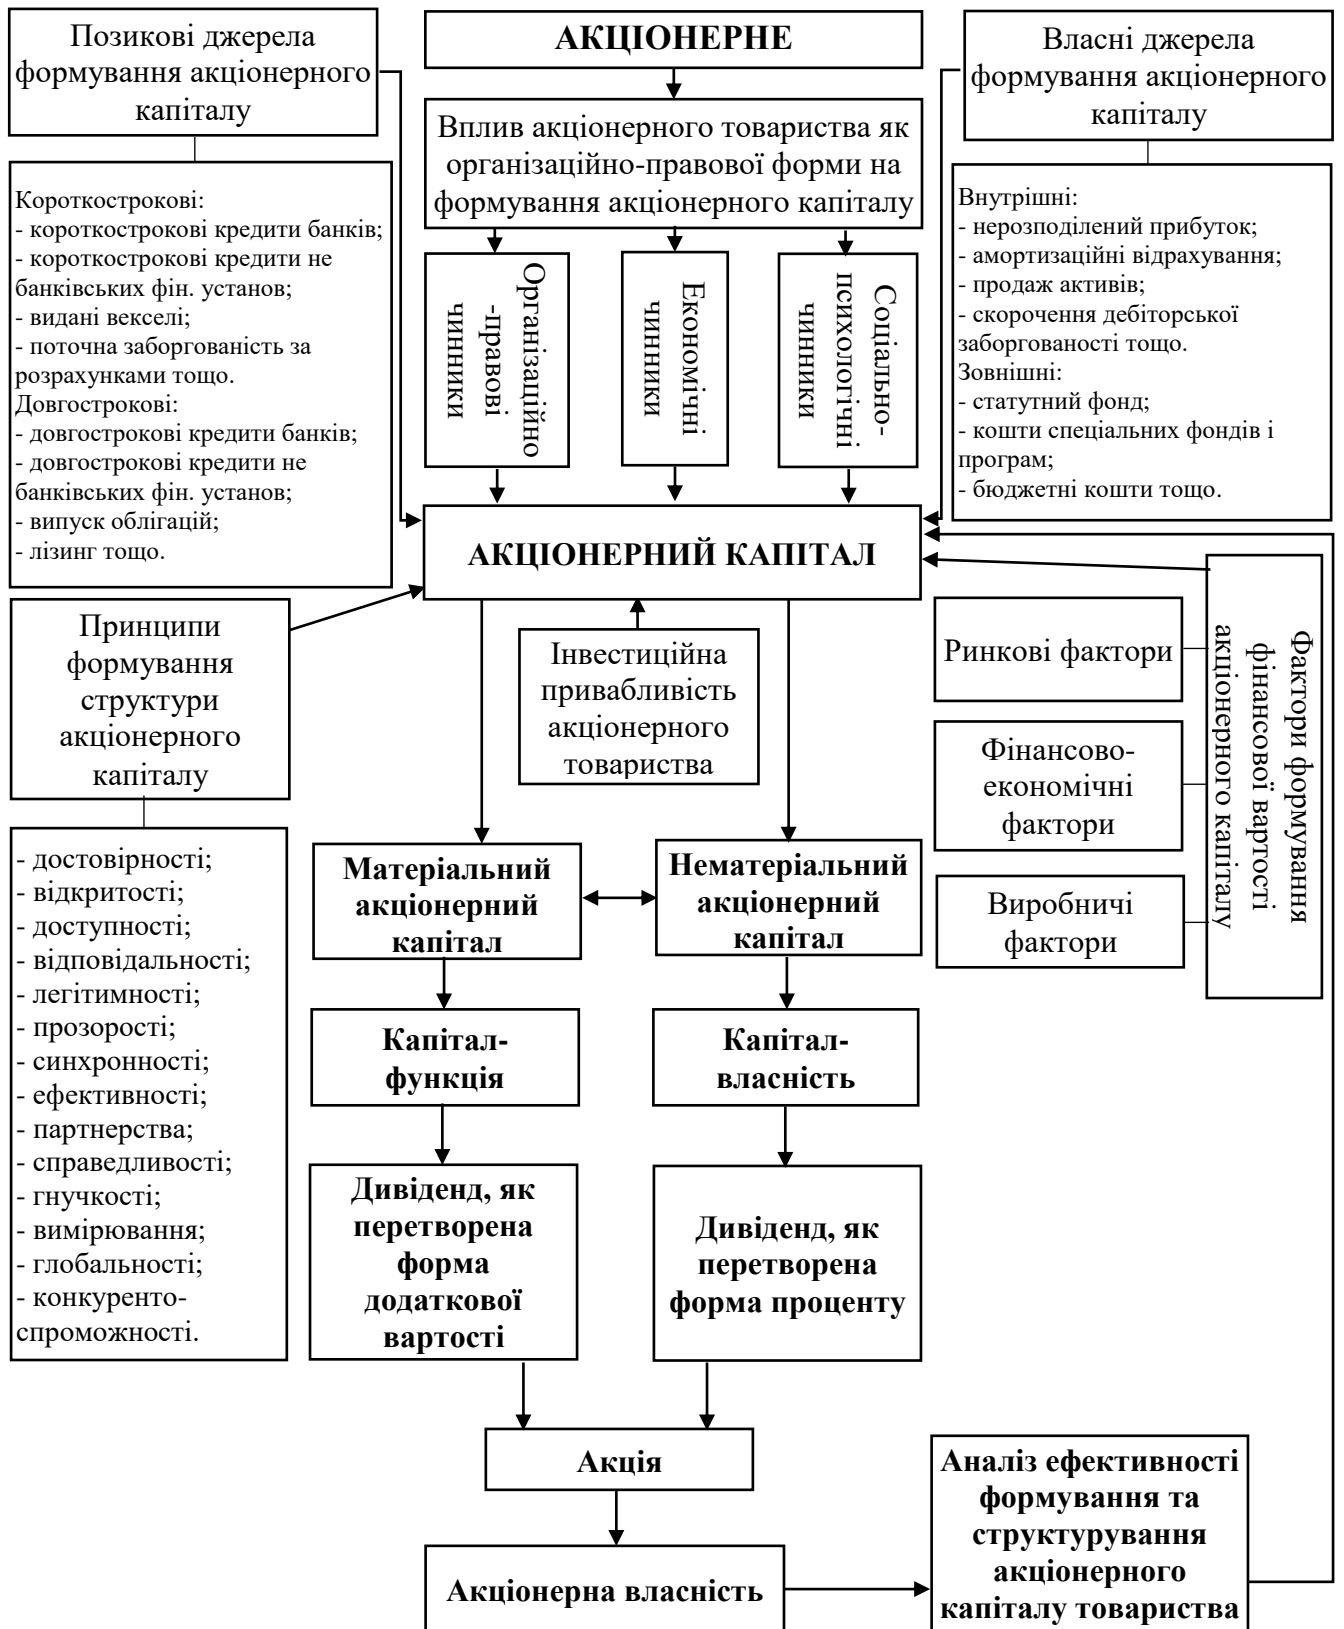 Позикові джерела
формування акціонерного
капіталу
АКЦІОНЕРНЕ
Власні джерела
формування акціонерного
капіталу
Вплив акціонерного товариства як
організаційно-правової форми на
формування акціонерного капіталу
Короткострокові:
- короткострокові кредити банків;
- короткострокові кредити не
банківських фін. установ;
- видані векселі;
- поточна заборгованість за
розрахунками тощо.
Довгострокові:
- довгострокові кредити банків;
- довгострокові кредити не
банківських фін. установ;
- випуск облігацій;
- лізинг тощо.
Організаційно
-правові
чинники
Економічні
чинники
Соціально-
психологічні
чинники
Внутрішні:
- нерозподілений прибуток;
- амортизаційні відрахування;
- продаж активів;
- скорочення дебіторської
заборгованості тощо.
Зовнішні:
- статутний фонд;
- кошти спеціальних фондів і
програм;
- бюджетні кошти тощо.
АКЦІОНЕРНИЙ КАПІТАЛ
Принципи
формування
структури
акціонерного
капіталу
Інвестиційна
привабливість
акціонерного
товариства
Ринкові фактори
Фінансово-
економічні
фактори
Виробничі
фактори
Фактори формування
фінансової вартості
акціонерного капіталу
- достовірності;
- відкритості;
- доступності;
- відповідальності;
- легітимності;
- прозорості;
- синхронності;
- ефективності;
- партнерства;
- справедливості;
- гнучкості;
- вимірювання;
- глобальності;
- конкуренто-
спроможності.
Матеріальний
акціонерний
капітал
Нематеріальний
акціонерний
капітал
Капітал-
функція
Капітал-
власність
Дивіденд, як
перетворена
форма
додаткової
вартості
Дивіденд, як
перетворена
форма проценту
Акція
Акціонерна власність
Аналіз ефективності
формування та
структурування
акціонерного
капіталу товариства